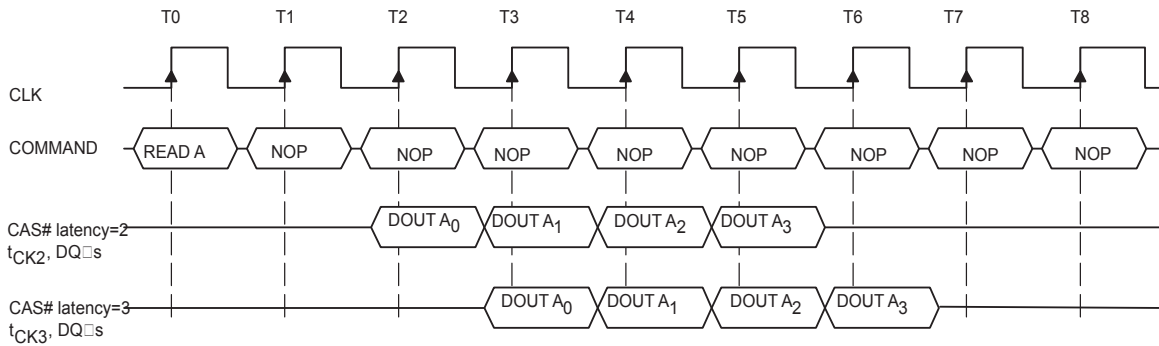 T0 T1 T2 T3 T4 T5 T6 T7 T8
CLK
COMMAND READ A NOP NOP NOP NOP NOP NOP NOP NOP
CAS# latency=2 DOUT A0 DOUT A1 DOUT A2 DOUT A3
tCK2, DQ□s
CAS# latency=3 DOUT A0 DOUT A1 DOUT A2 DOUT A3
tCK3, DQ□s